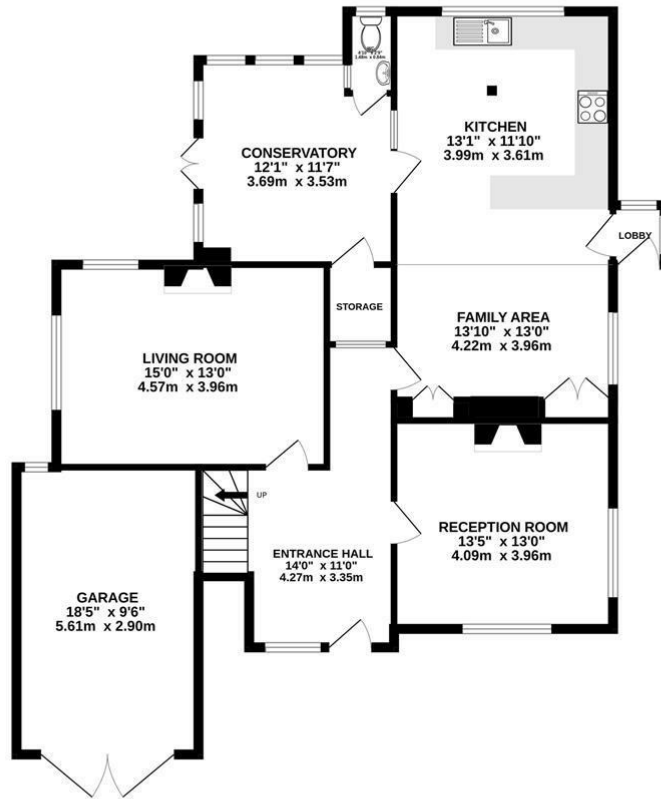 KITCHEN
13'1" x 11'10"
3.99m x 3.61m
CONSERVATORY
12'1" x 11'7"
3.69m x 3.53m
LOBBY
STORAGE
FAMILY AREA
13'10" x 13'0"
4.22m x 3.96m
LIVING ROOM
15'0" x 13'0"
4.57m x 3.96m
UP
RECEPTION ROOM
13'5" x 13'0"
4.09m x 3.96m
ENTRANCE HALL
14'0" x 11'0"
4.27m x 3.35m
GARAGE
18'5" x 9'6"
5.61m x 2.90m